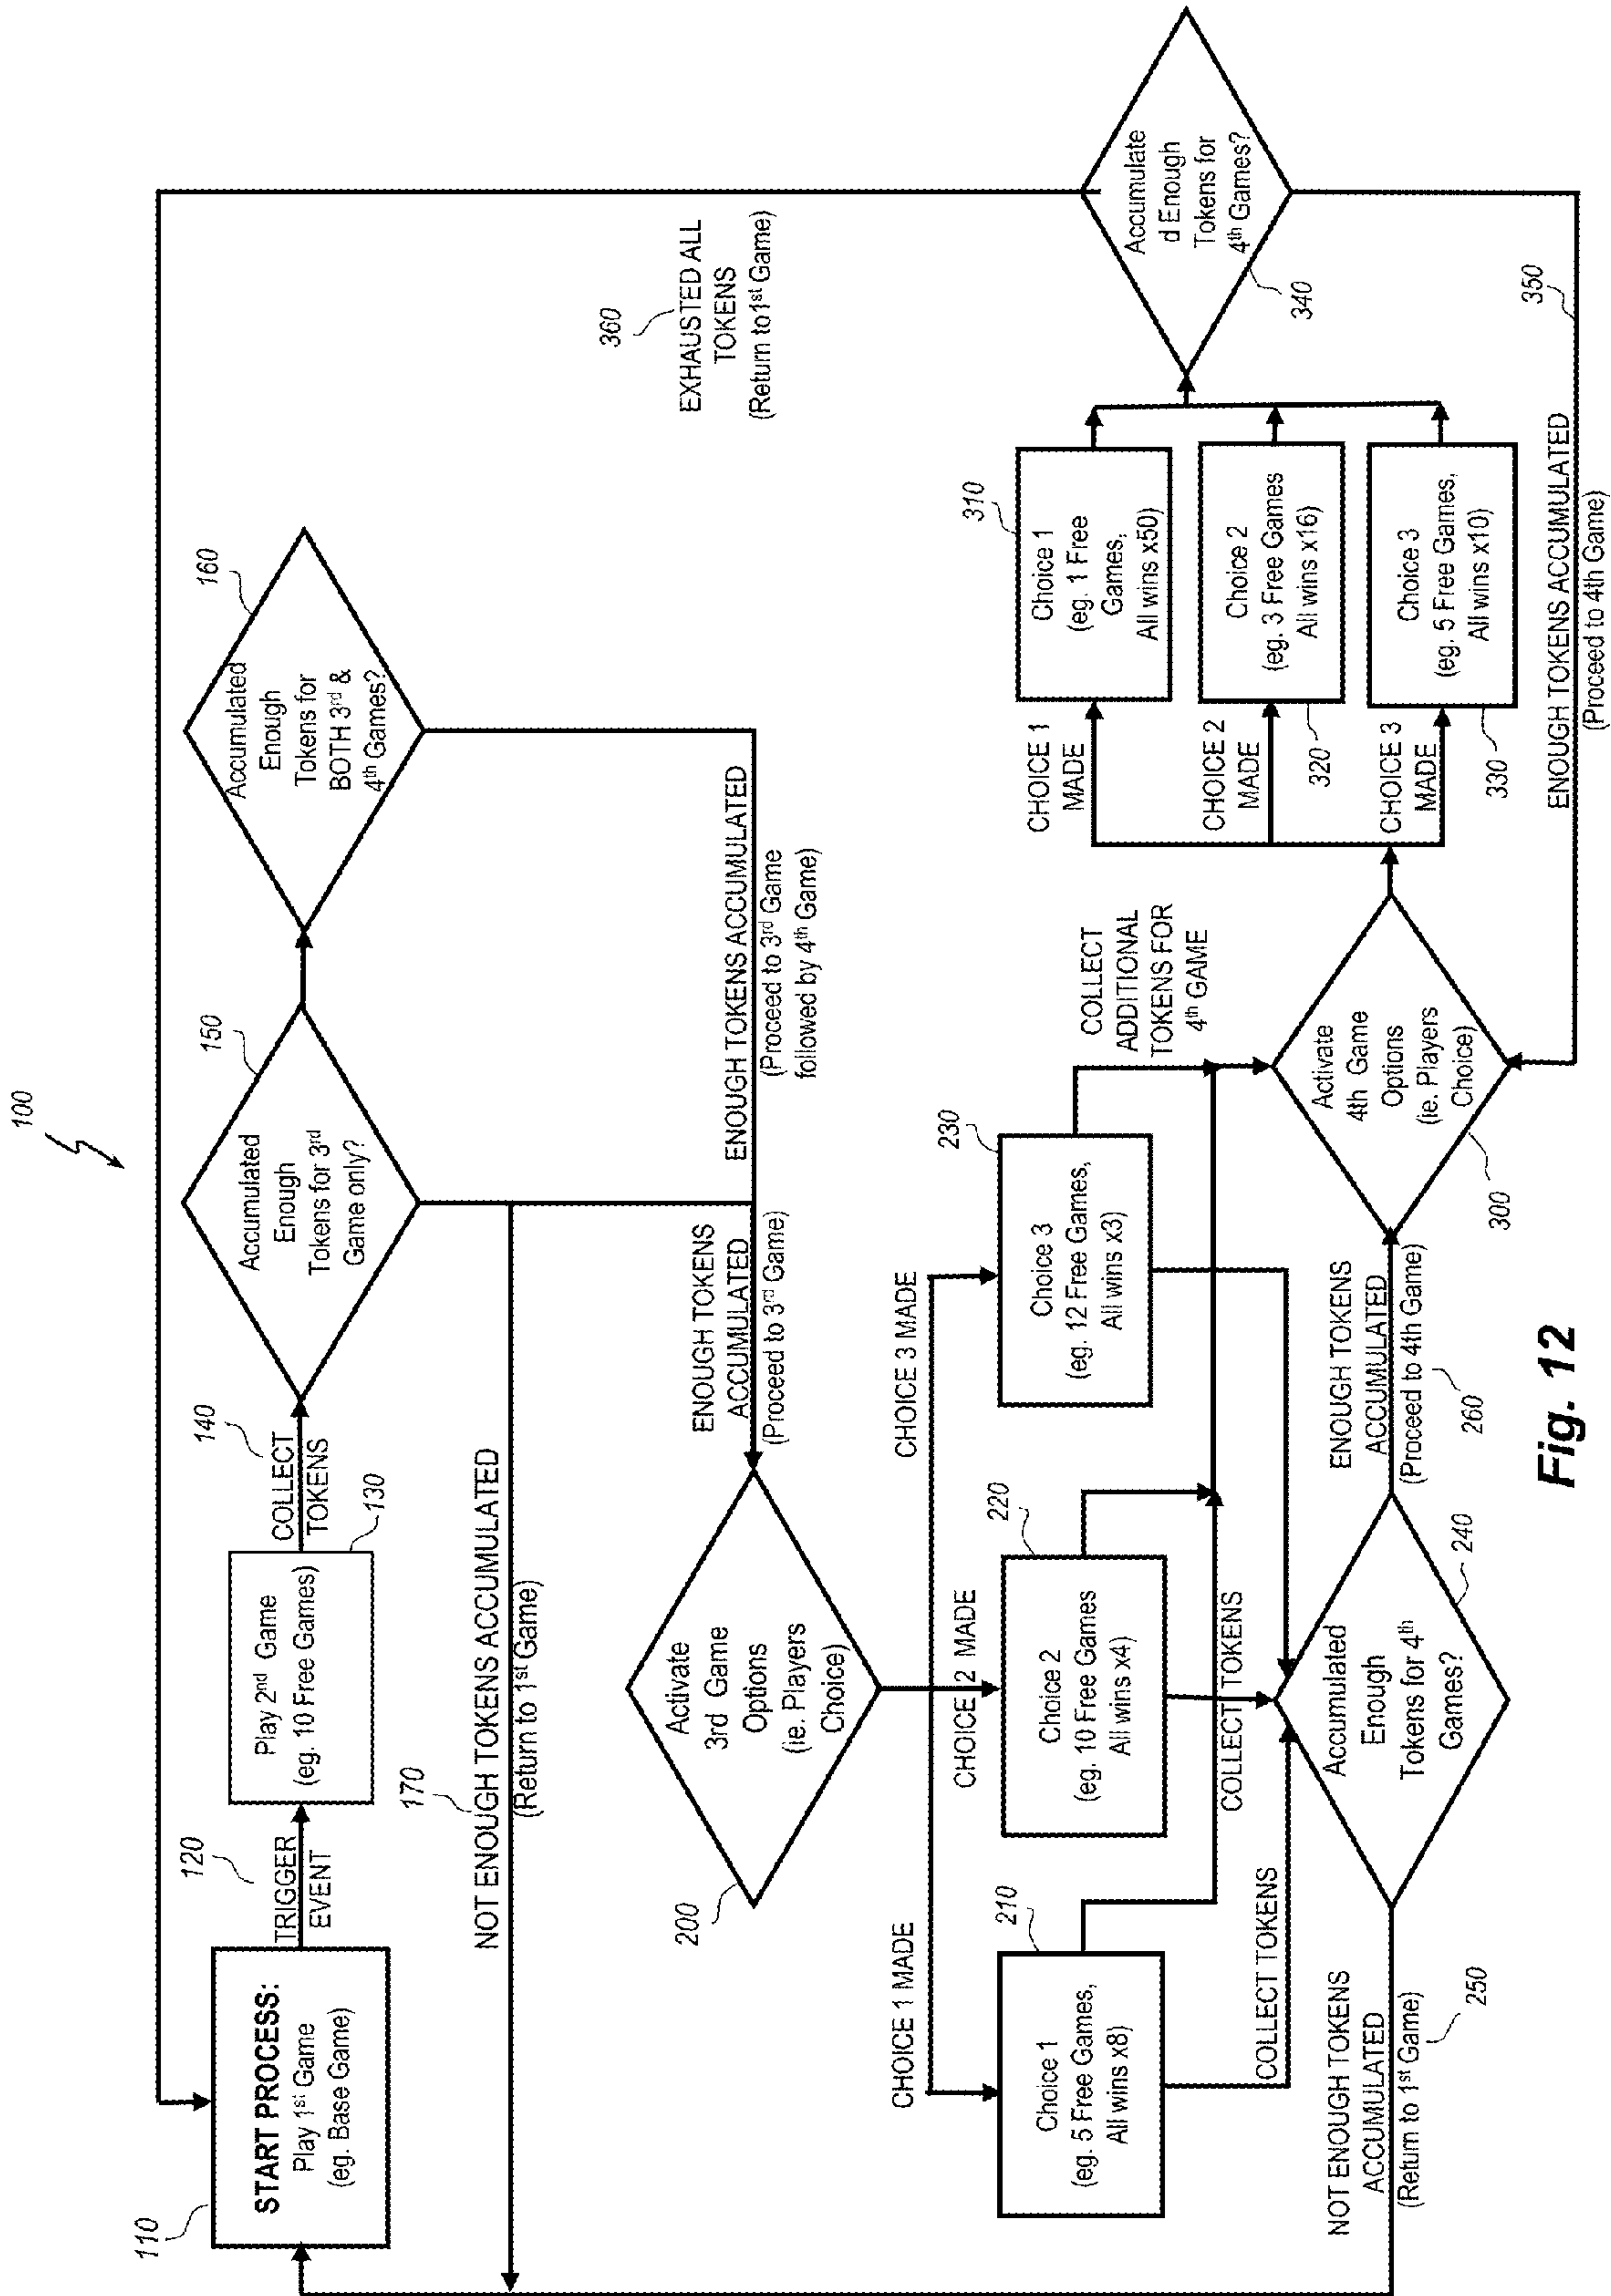 100
110
START PROCESS:
Play 1st Game
(eg. Base Game)
120
TRIGGER
EVENT
130
Play 2nd Game
(eg. 10 Free Games)
140
COLLECT
TOKENS
150
Accumulated
Enough
Tokens for 3rd
Game only?
160
Accumulated
Enough
Tokens for
BOTH 3rd &
4th Games?
170
NOT ENOUGH TOKENS ACCUMULATED
(Return to 1st Game)
ENOUGH TOKENS ACCUMULATED
(Proceed to 3rd Game
followed by 4th Game)
ENOUGH TOKENS
ACCUMULATED
(Proceed to 3rd Game)
360
EXHAUSTED ALL
TOKENS
(Return to 1st Game)
200
Activate
3rd Game
Options
(ie. Players
Choice)
CHOICE 1 MADE
CHOICE 2 MADE
CHOICE 3 MADE
210
Choice 1
(eg. 5 Free Games,
All wins x8)
220
Choice 2
(eg. 10 Free Games
All wins x4)
230
Choice 3
(eg. 12 Free Games,
All wins x3)
COLLECT TOKENS
COLLECT TOKENS
COLLECT
ADDITIONAL
TOKENS FOR
4th GAME
240
Accumulated
Enough
Tokens for 4th
Games?
NOT ENOUGH TOKENS
ACCUMULATED
(Return to 1st Game)
250
ENOUGH TOKENS
ACCUMULATED
(Proceed to 4th Game)
260
300
Activate
4th Game
Options
(ie. Players
Choice)
CHOICE 1
MADE
CHOICE 2
MADE
CHOICE 3
MADE
310
Choice 1
(eg. 1 Free
Games,
All wins x50)
320
Choice 2
(eg. 3 Free Games
All wins x16)
330
Choice 3
(eg. 5 Free Games,
All wins x10)
340
Accumulate
d Enough
Tokens for
4th Games?
350
ENOUGH TOKENS ACCUMULATED
(Proceed to 4th Game)
Fig. 12